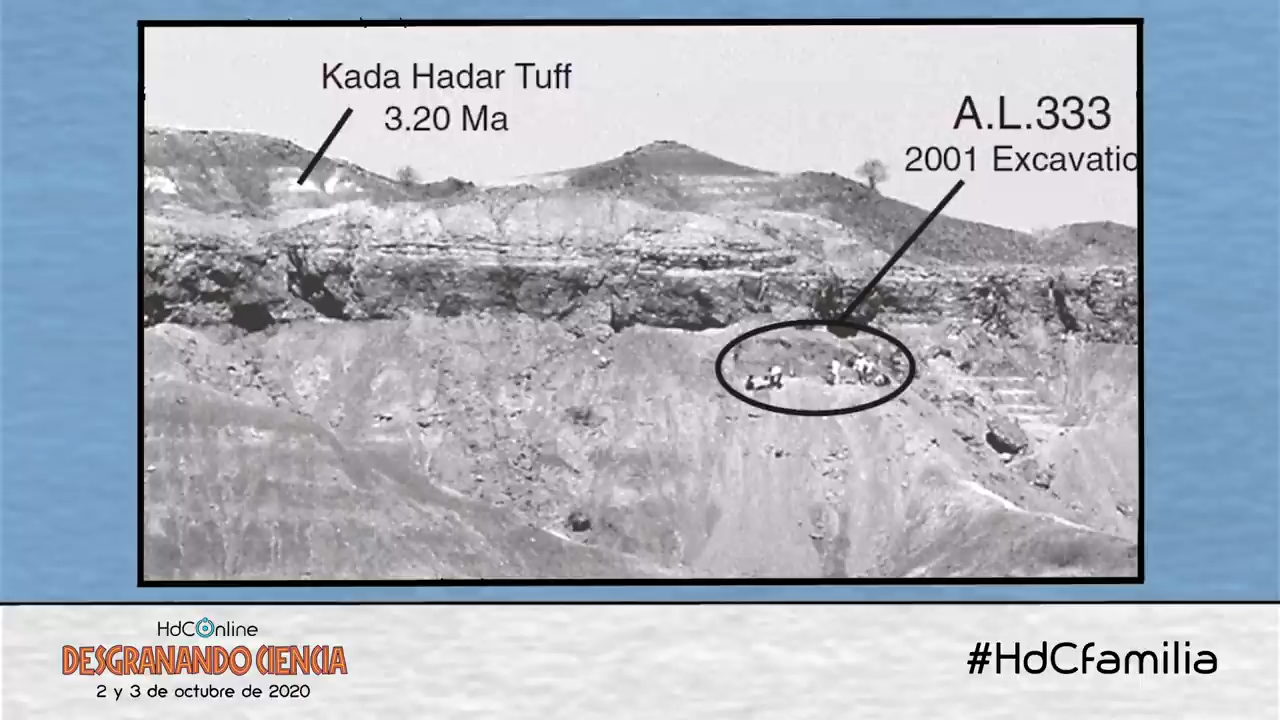 Kada Hadar Tuff
3.20 Ma
A.L.333
2001 Excavatio
HdCOnline
DESGRANANDO CIENCIA
2 y 3 de octubre de 2020
#HdCfamilia